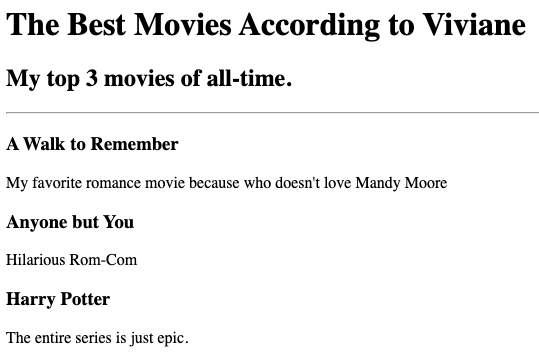 The Best Movies According to Viviane
My top 3 movies of all-time.
A Walk to Remember
My favorite romance movie because who doesn't love Mandy Moore
Anyone but You
Hilarious Rom-Com
Harry Potter
The entire series is just epic.